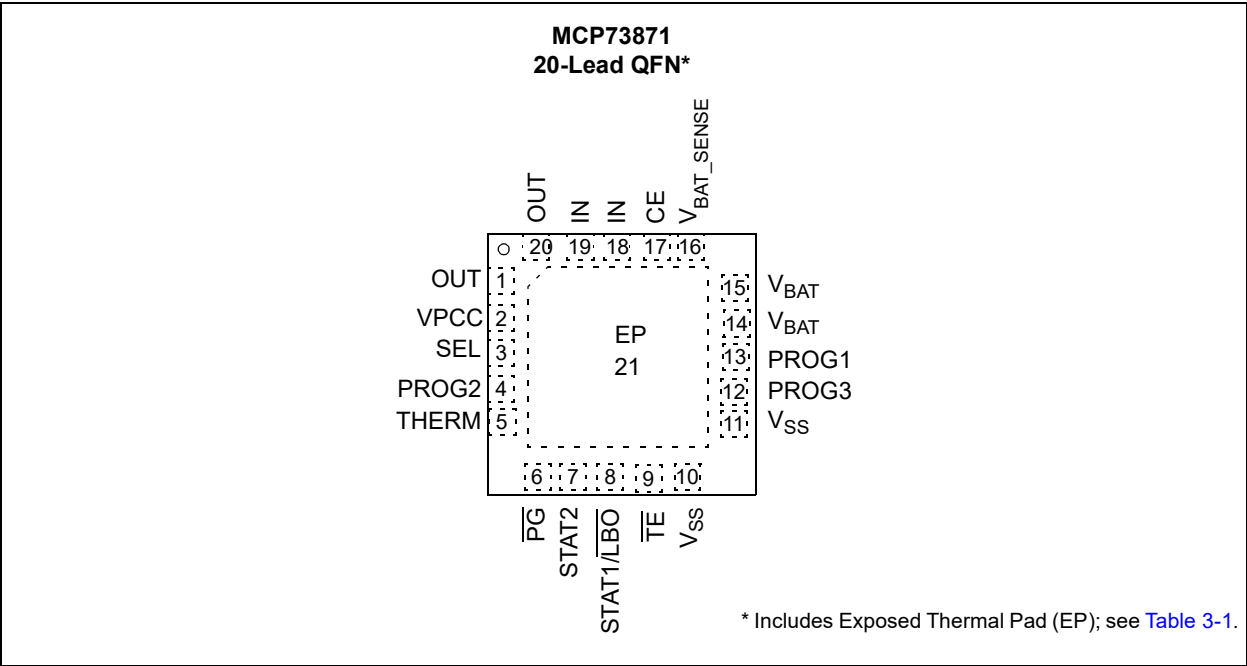 MCP73871
20-Lead QFN*
OUT
IN
IN
CE
VBAT_SENSE
20
19
18
17
16
OUT 1
VPCC 2
SEL 3
PROG2 4
THERM 5
EP
21
15 VBAT
14 VBAT
13 PROG1
12 PROG3
11 VSS
6
7
8
9
10
PG
STAT2
STAT1/LBO
TE
VSS
* Includes Exposed Thermal Pad (EP); see Table 3-1.